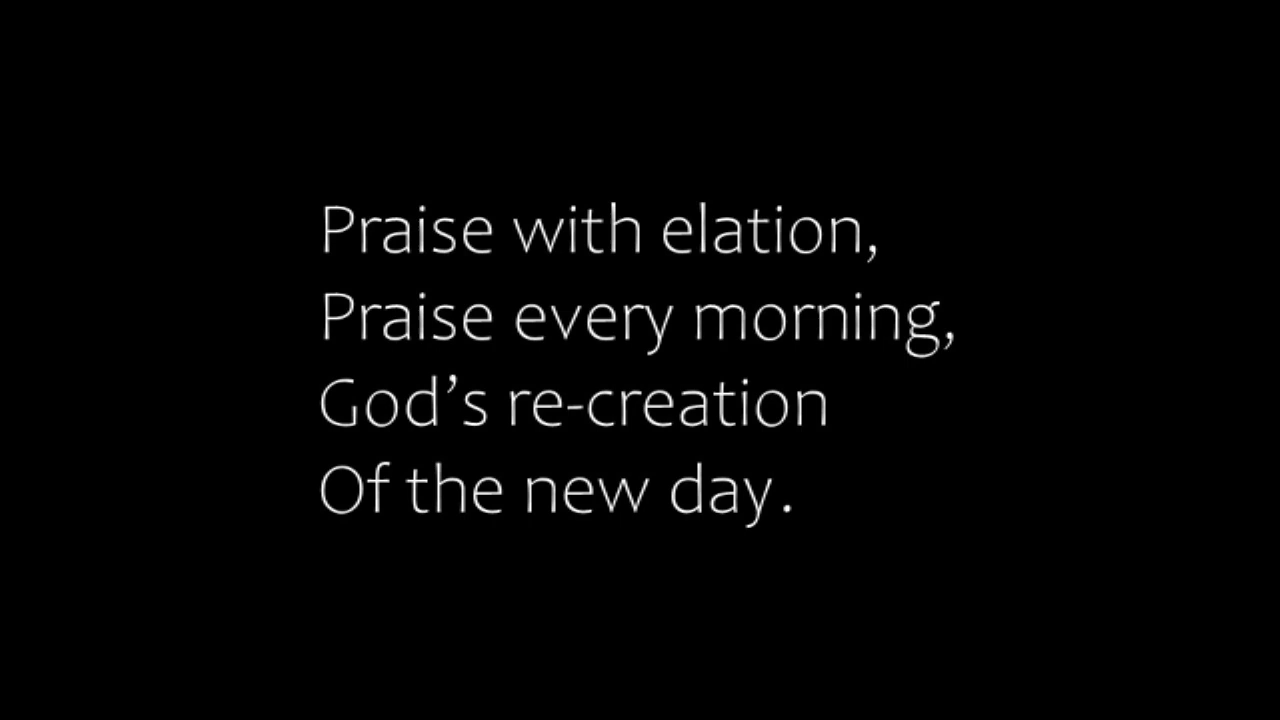 Praise with elation,
Praise every morning,
God’s re-creation
Of the new day.